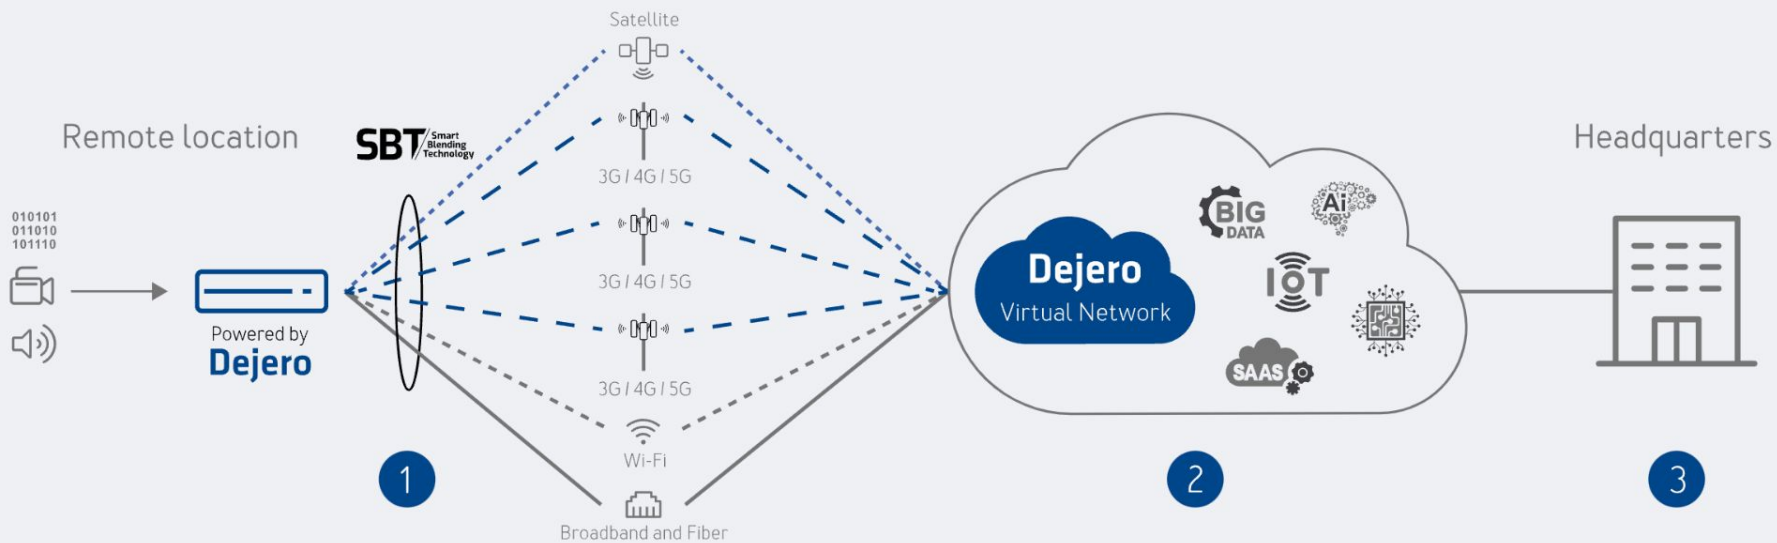 Satellite
Remote location
SBT Smart
Blending
Technology
Headquarters
3G / 4G / 5G
010101
011010
101110
BIG
DATA
Ai
3G / 4G / 5G
Dejero
Virtual Network
IOT
Powered by
Dejero
3G / 4G / 5G
SAAS
Wi-Fi
1
2
3
Broadband and Fiber